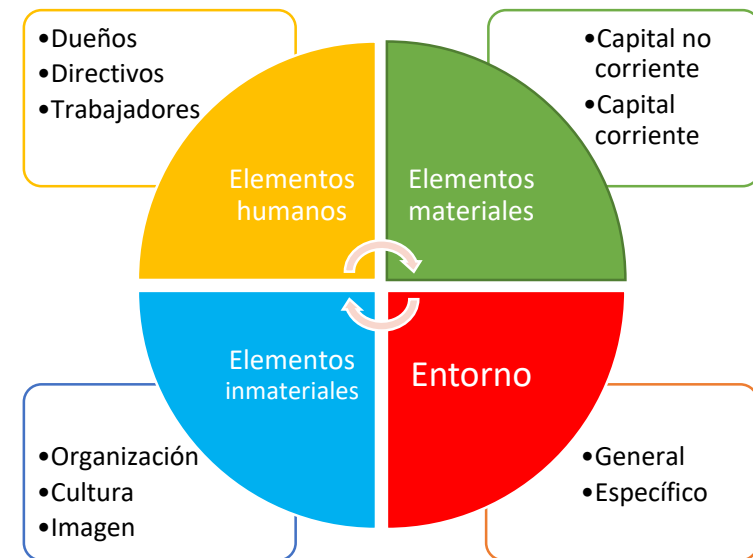 •Dueños
•Directivos
•Trabajadores
•Capital no
corriente
•Capital
corriente
Elementos
humanos
Elementos
materiales
Elementos
inmateriales
Entorno
•Organización
•Cultura
•Imagen
•General
•Específico